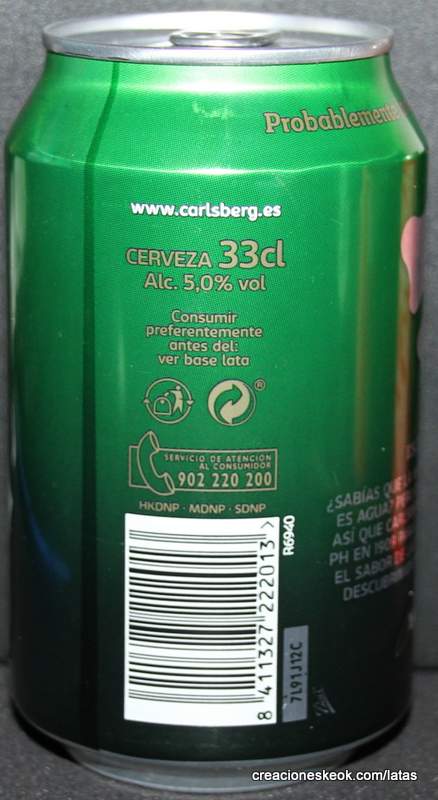 Probablemente
www.carlsberg.es
CERVEZA 33cl
Alc. 5,0% vol
Consumir
preferentemente
antes del:
ver base lata
®
SERVICIO DE ATENCIÓN
AL CONSUMIDOR
902 220 200
HKDNP · MDNP · SDNP
R6940
8 411327 222013 >
7L91J12C
¿SABÍAS QUE
ES AGUA?
ASÍ QUE
PH EN
EL SABOR
creacioneskeok.com/latas